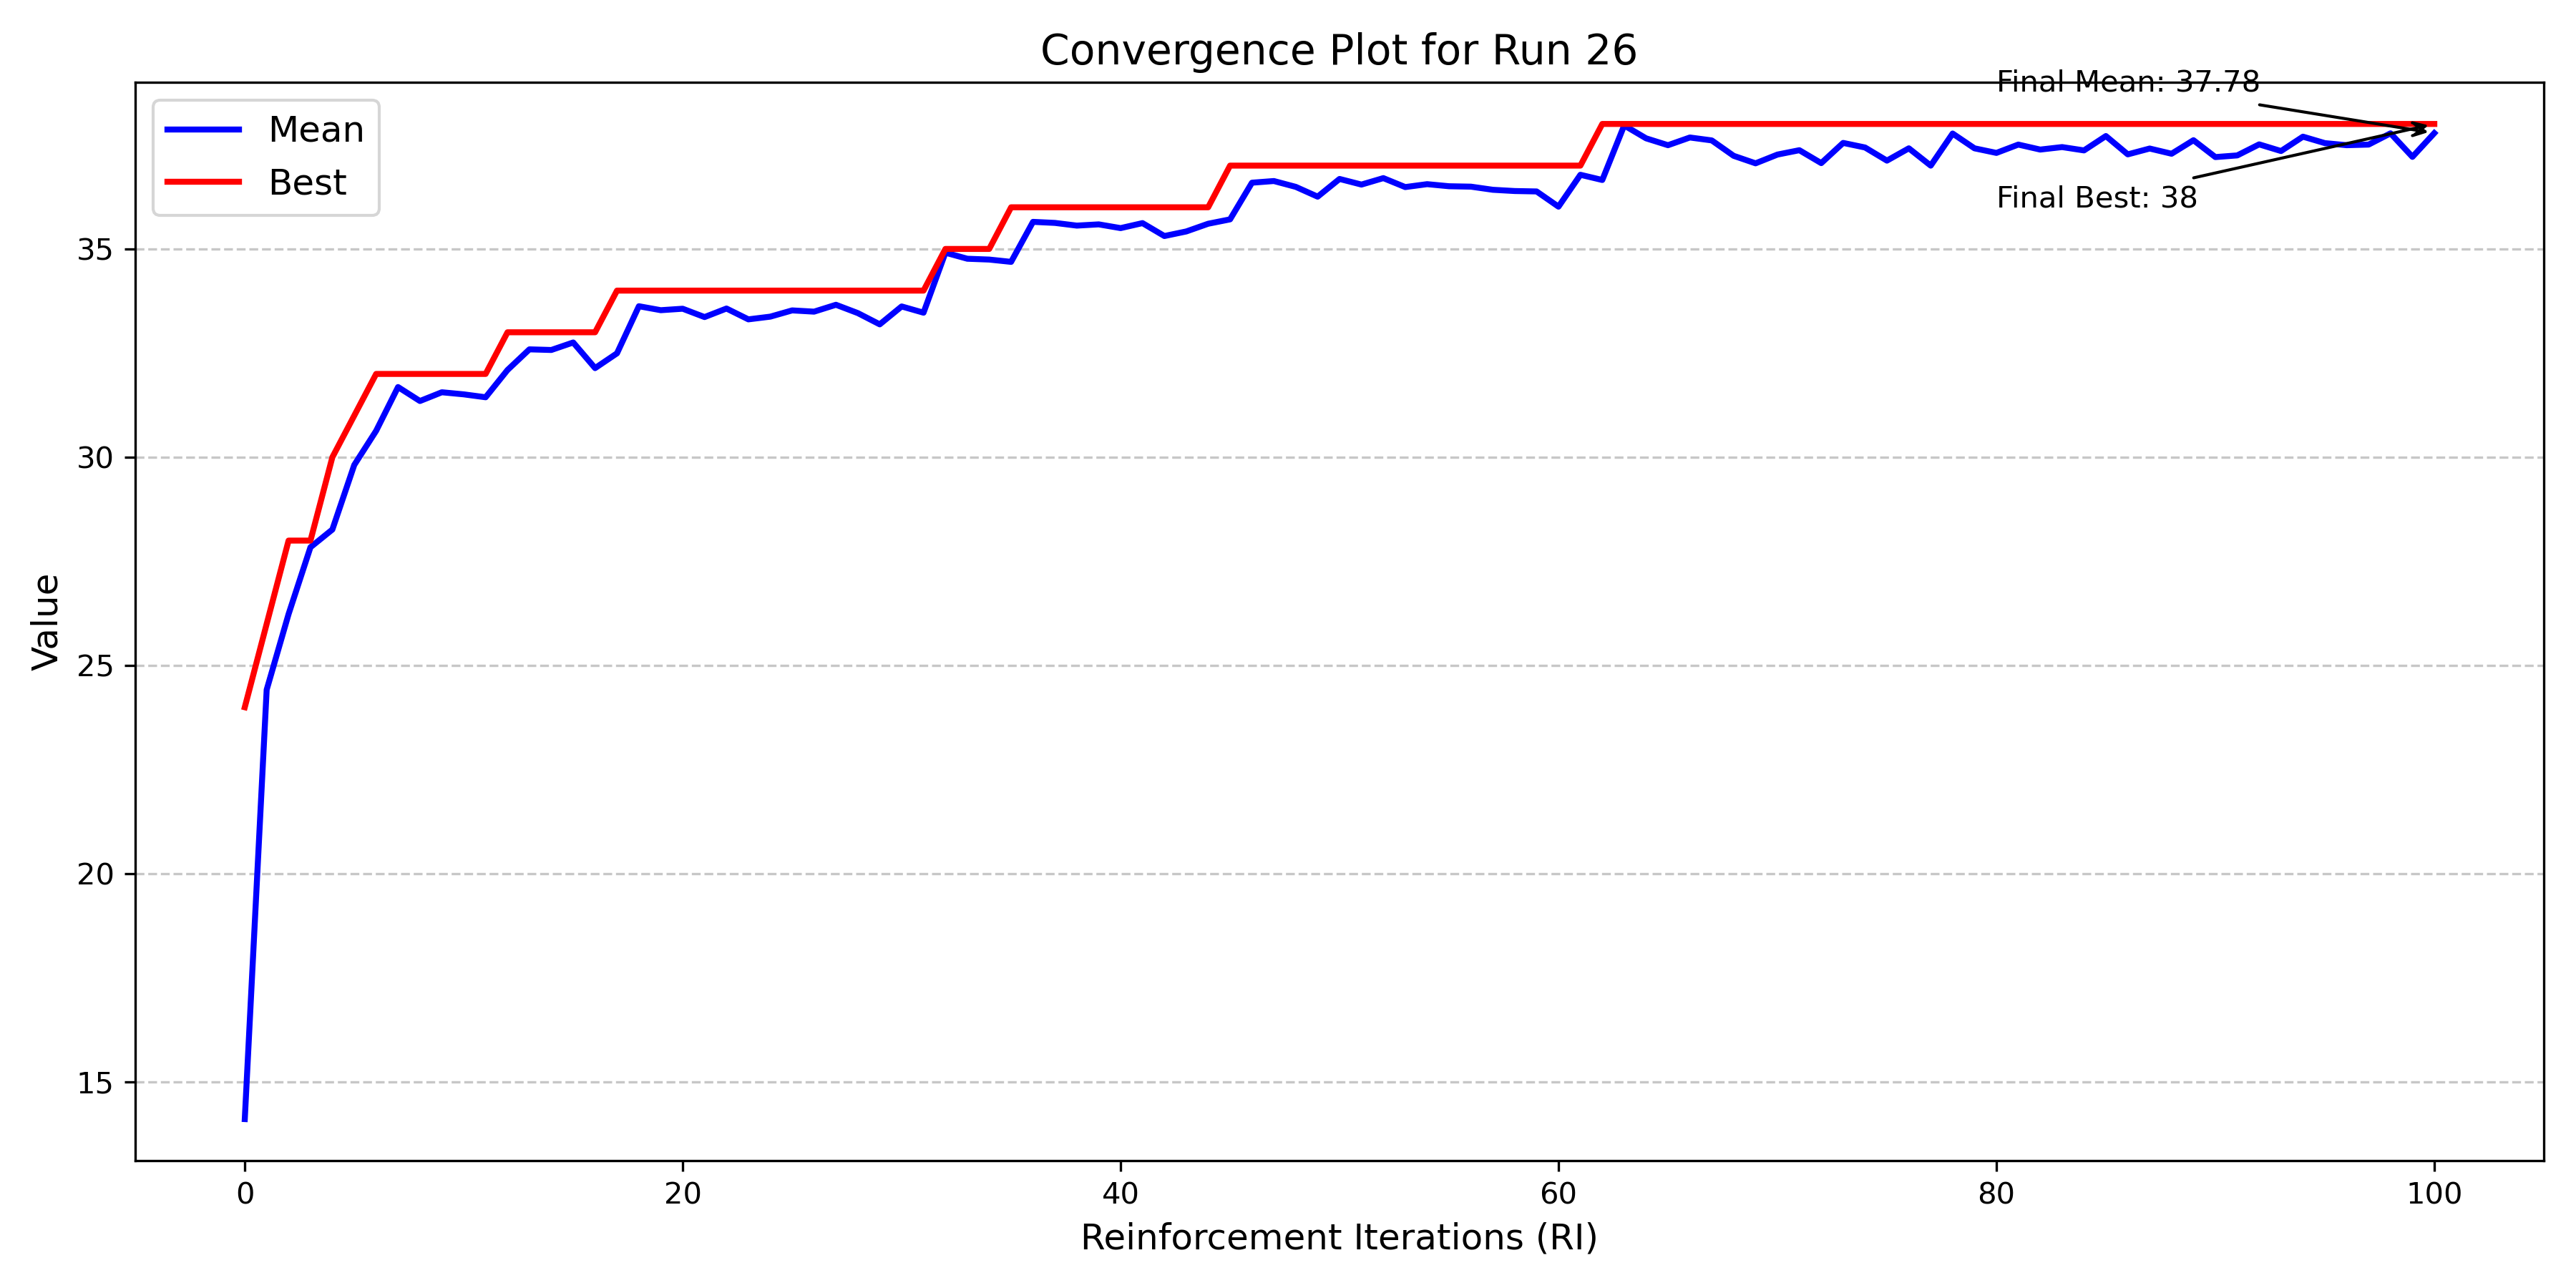 Convergence Plot for Run 26
Final Mean: 37.78
Mean
Best
Final Best: 38
35
30
25
20
15
Value
0 20 40 60 80 100
Reinforcement Iterations (RI)